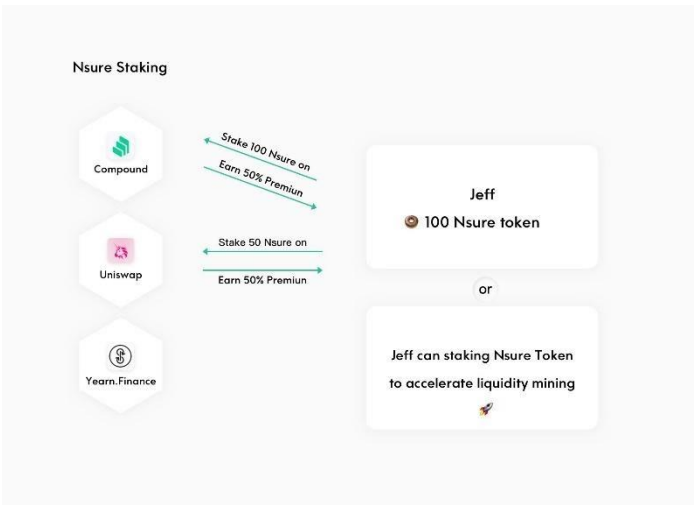 Nsure Staking
Compound
Stake 100 Nsure on
Earn 50% Premiun
Jeff
100 Nsure token
Uniswap
Stake 50 Nsure on
Earn 50% Premiun
or
Yearn.Finance
Jeff can staking Nsure Token
to accelerate liquidity mining